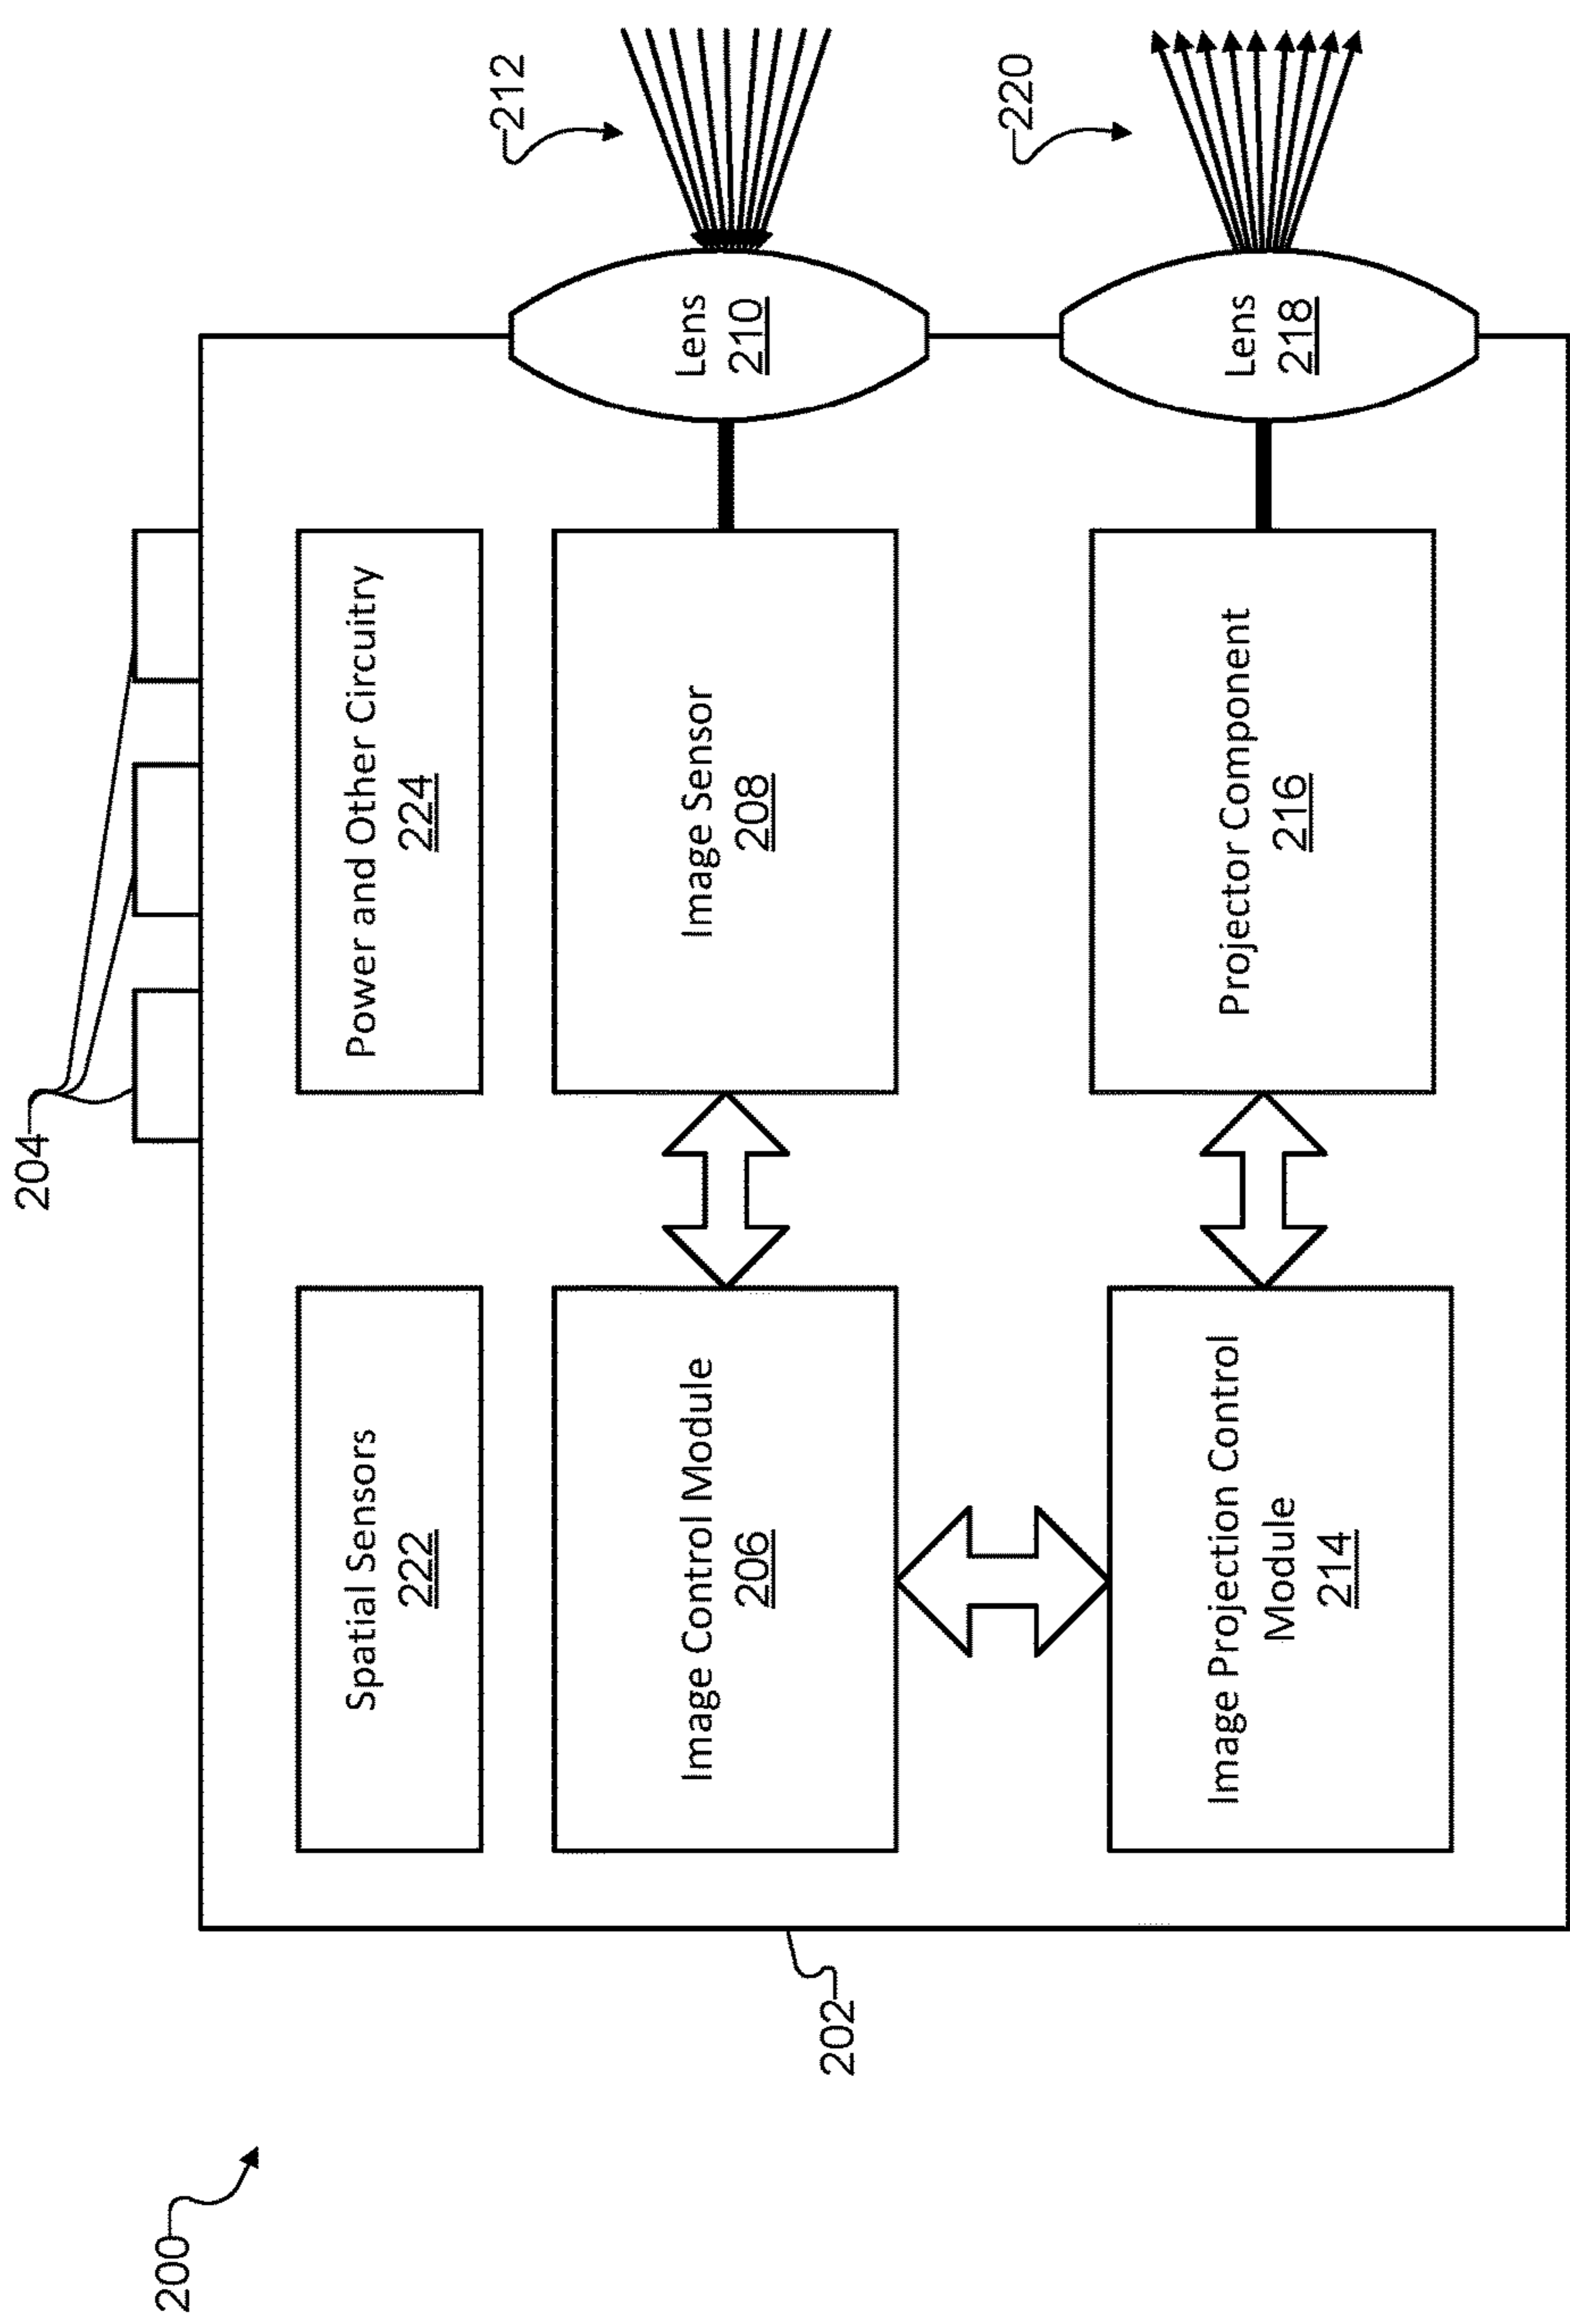 200
202
204
Spatial Sensors
222
Power and Other Circuitry
224
Image Control Module
206
Image Sensor
208
Lens
210
212
Image Projection Control
Module
214
Projector Component
216
Lens
218
220